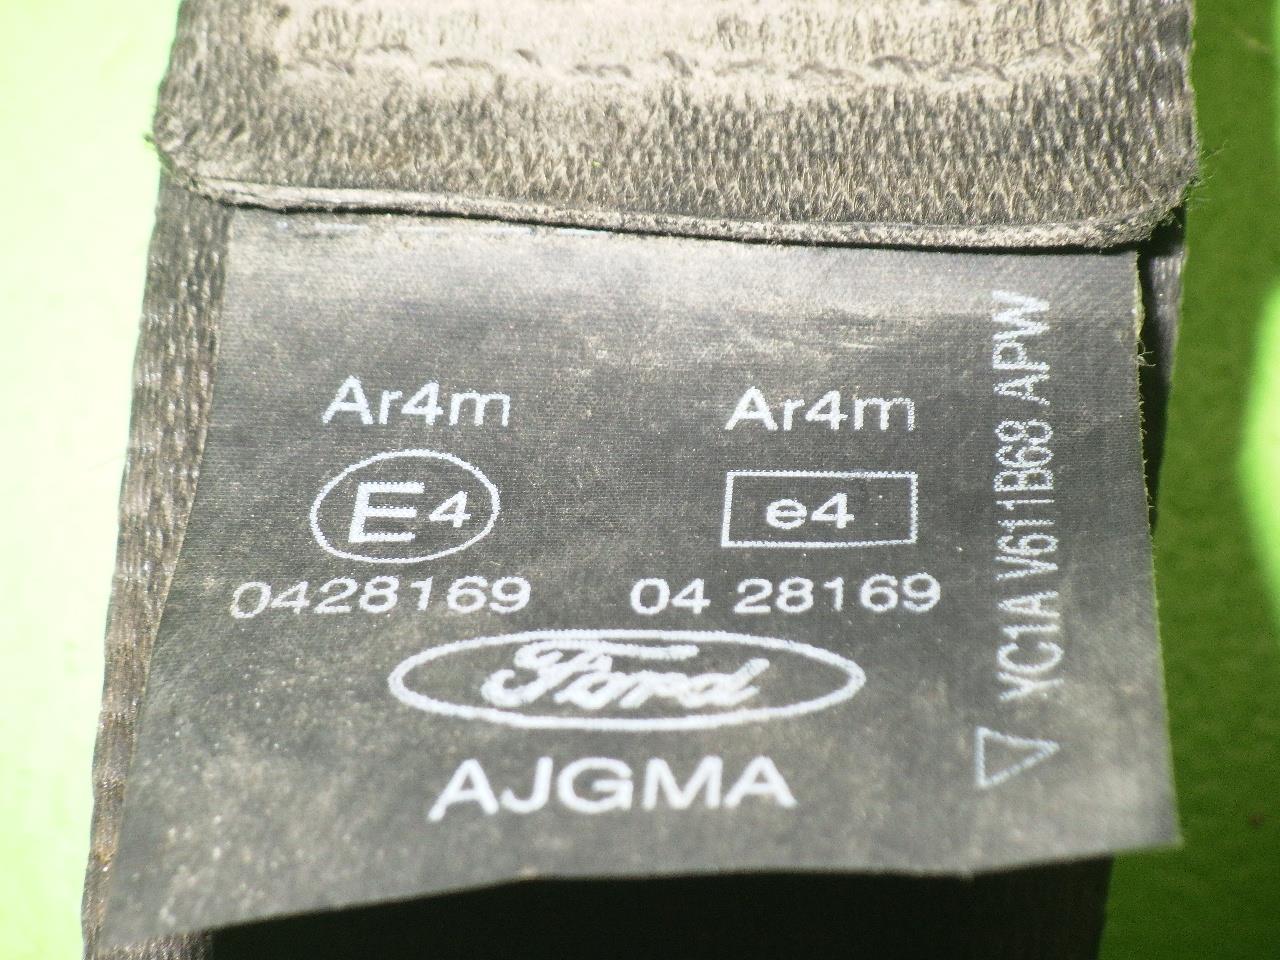 Ar4m Ar4m
E4 e4
0428169 04 28169
Ford
AJGMA
YC1A V611B68 APW